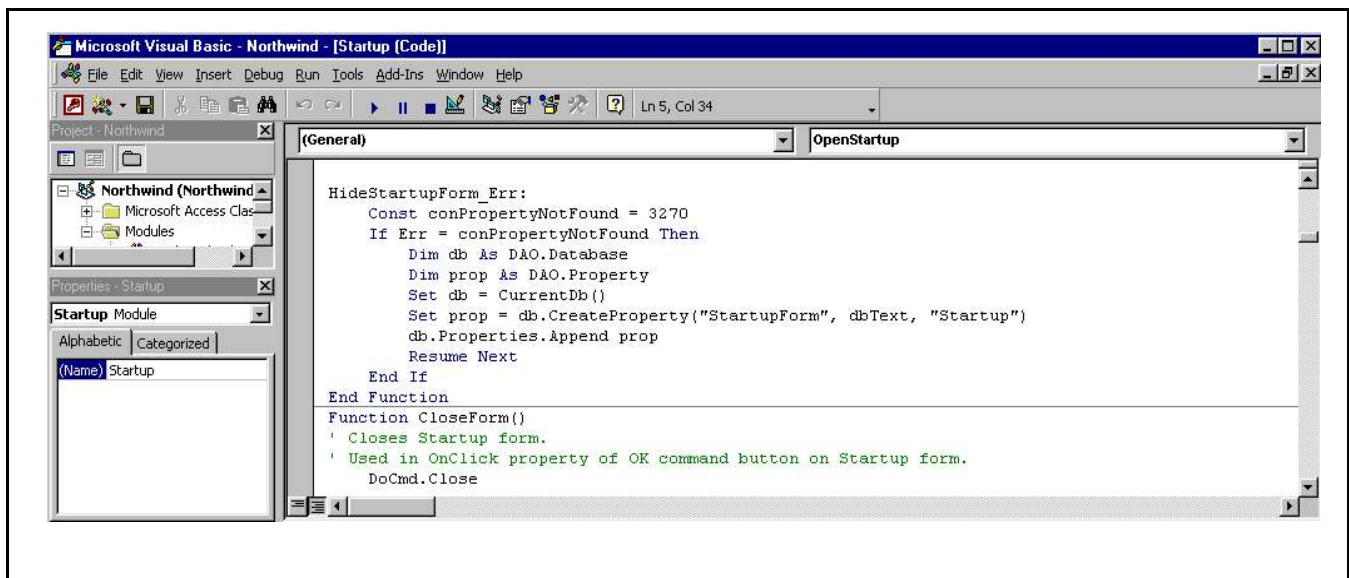 Microsoft Visual Basic - Northwind - [Startup (Code)]
File Edit View Insert Debug Run Tools Add-Ins Window Help
Ln 5, Col 34
Project - Northwind
Northwind (Northwind
Microsoft Access Clas
Modules
Properties - Startup
Startup Module
Alphabetic Categorized
(Name) Startup
(General) OpenStartup
HideStartupForm_Err:
Const conPropertyNotFound = 3270
If Err = conPropertyNotFound Then
Dim db As DAO.Database
Dim prop As DAO.Property
Set db = CurrentDb()
Set prop = db.CreateProperty("StartupForm", dbText, "Startup")
db.Properties.Append prop
Resume Next
End If
End Function
Function CloseForm()
' Closes Startup form.
' Used in OnClick property of OK command button on Startup form.
DoCmd.Close